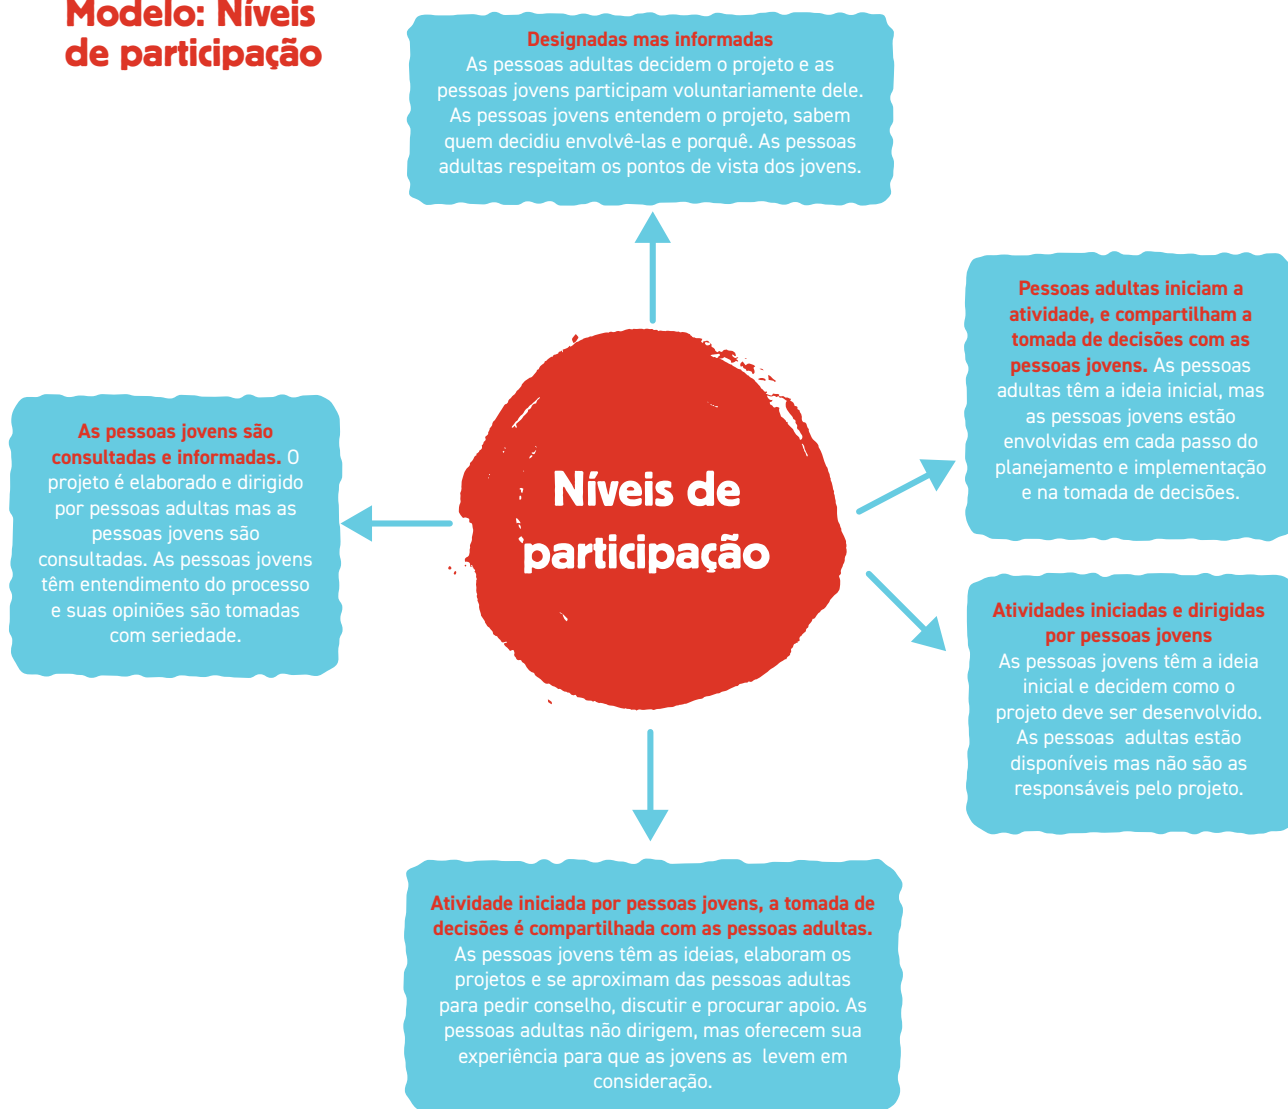 Modelo: Níveis
de participação
Designadas mas informadas
As pessoas adultas decidem o projeto e as
pessoas jovens participam voluntariamente dele.
As pessoas jovens entendem o projeto, sabem
quem decidiu envolvê-las e porquê. As pessoas
adultas respeitam os pontos de vista dos jovens.
Pessoas adultas iniciam a
atividade, e compartilham a
tomada de decisões com as
pessoas jovens. As pessoas
adultas têm a ideia inicial, mas
as pessoas jovens estão
envolvidas em cada passo do
planejamento e implementação
e na tomada de decisões.
As pessoas jovens são
consultadas e informadas. O
projeto é elaborado e dirigido
por pessoas adultas mas as
pessoas jovens são
consultadas. As pessoas jovens
têm entendimento do processo
e suas opiniões são tomadas
com seriedade.
Níveis de
participação
Atividades iniciadas e dirigidas
por pessoas jovens
As pessoas jovens têm a ideia
inicial e decidem como o
projeto deve ser desenvolvido.
As pessoas adultas estão
disponíveis mas não são as
responsáveis pelo projeto.
Atividade iniciada por pessoas jovens, a tomada de
decisões é compartilhada com as pessoas adultas.
As pessoas jovens têm as ideias, elaboram os
projetos e se aproximam das pessoas adultas
para pedir conselho, discutir e procurar apoio. As
pessoas adultas não dirigem, mas oferecem sua
experiência para que as jovens as levem em
consideração.